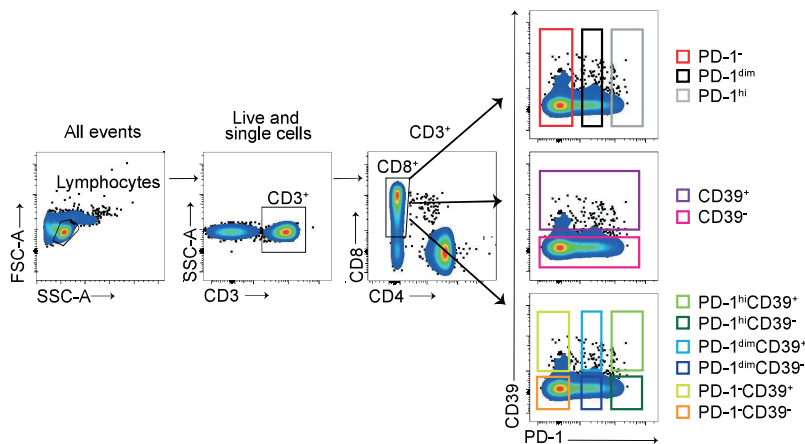 All events
Lymphocytes
FSC-A
SSC-A
Live and
single cells
CD3⁺
SSC-A
CD3
CD3⁺
CD8⁺
CD8
CD4
PD-1⁻
PD-1ᵈⁱᵐ
PD-1ʰⁱ
CD39⁺
CD39⁻
PD-1ʰⁱCD39⁺
PD-1ʰⁱCD39⁻
PD-1ᵈⁱᵐCD39⁺
PD-1ᵈⁱᵐCD39⁻
PD-1⁻CD39⁺
PD-1⁻CD39⁻
CD39
PD-1